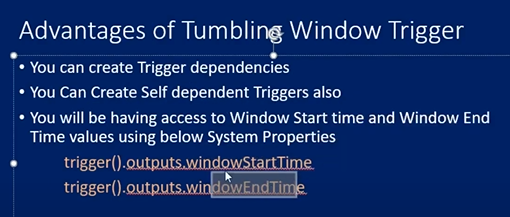 Advantages of Tumbling Window Trigger
• You can create Trigger dependencies
• You Can Create Self dependent Triggers also
• You will be having access to Window Start time and Window End
Time values using below System Properties
trigger().outputs.windowStartTime
trigger().outputs.windowEndTime